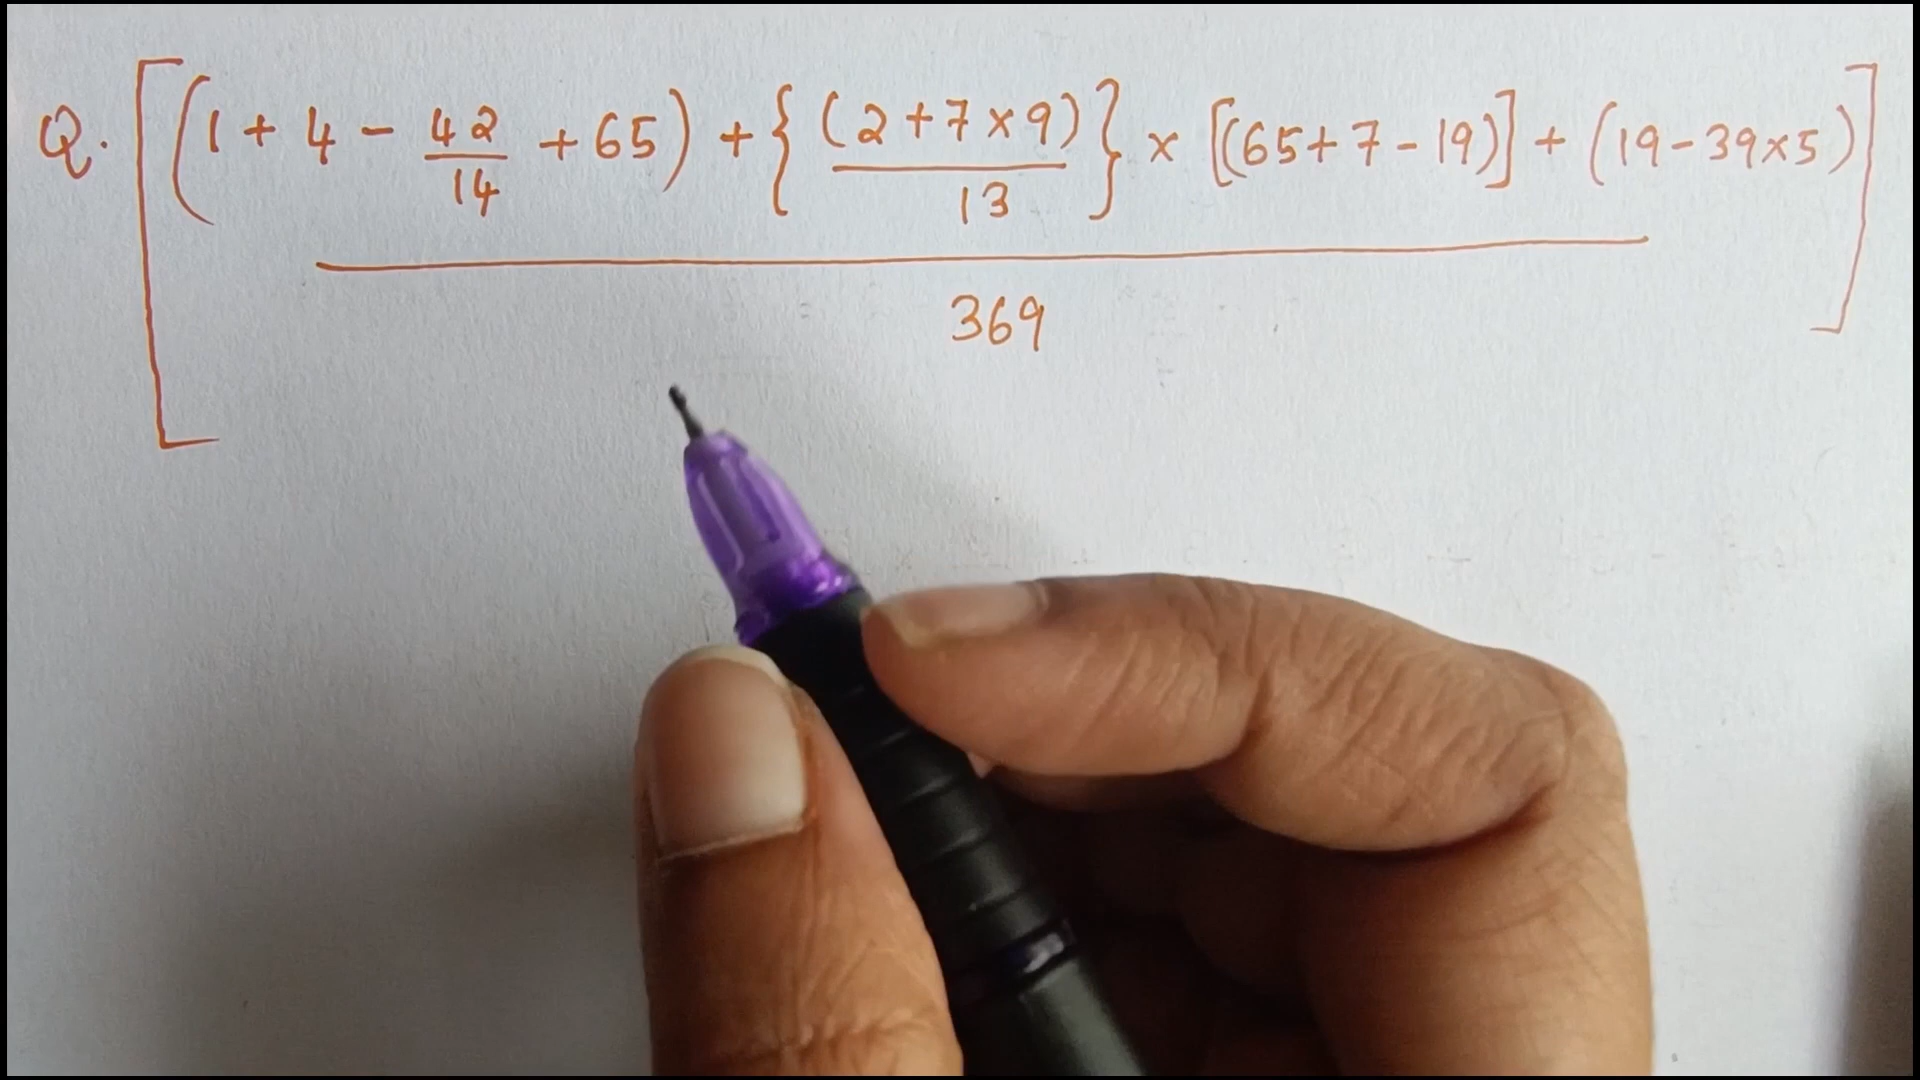 Q. [(1 + 4 - 42/14 + 65) + {(2 + 7 × 9)/13} × [(65 + 7 - 19)] + (19 - 39 × 5)]
369